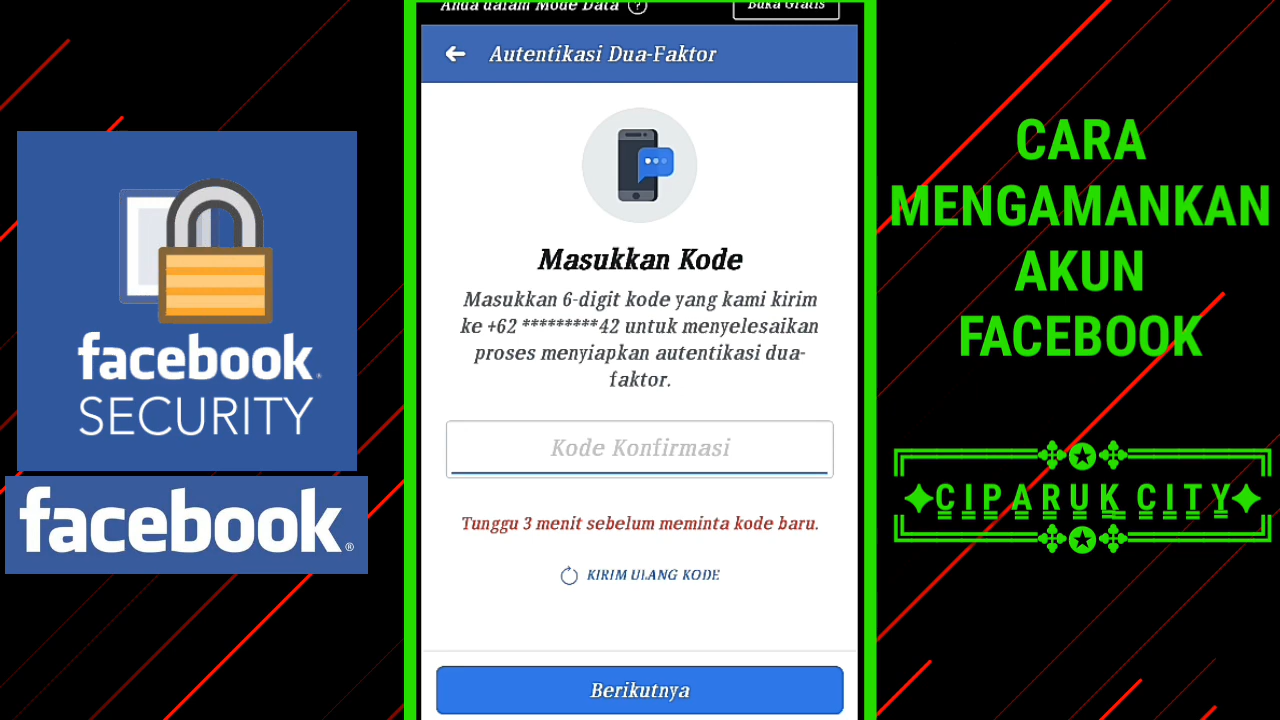 Anda dalam Mode Data ?
Buka Gratis
Autentikasi Dua-Faktor
Masukkan Kode
Masukkan 6-digit kode yang kami kirim
ke +62 *********42 untuk menyelesaikan
proses menyiapkan autentikasi dua-
faktor.
Kode Konfirmasi
Tunggu 3 menit sebelum meminta kode baru.
KIRIM ULANG KODE
Berikutnya
facebook
SECURITY
facebook®
CARA
MENGAMANKAN
AKUN
FACEBOOK
CIPARUK CITY